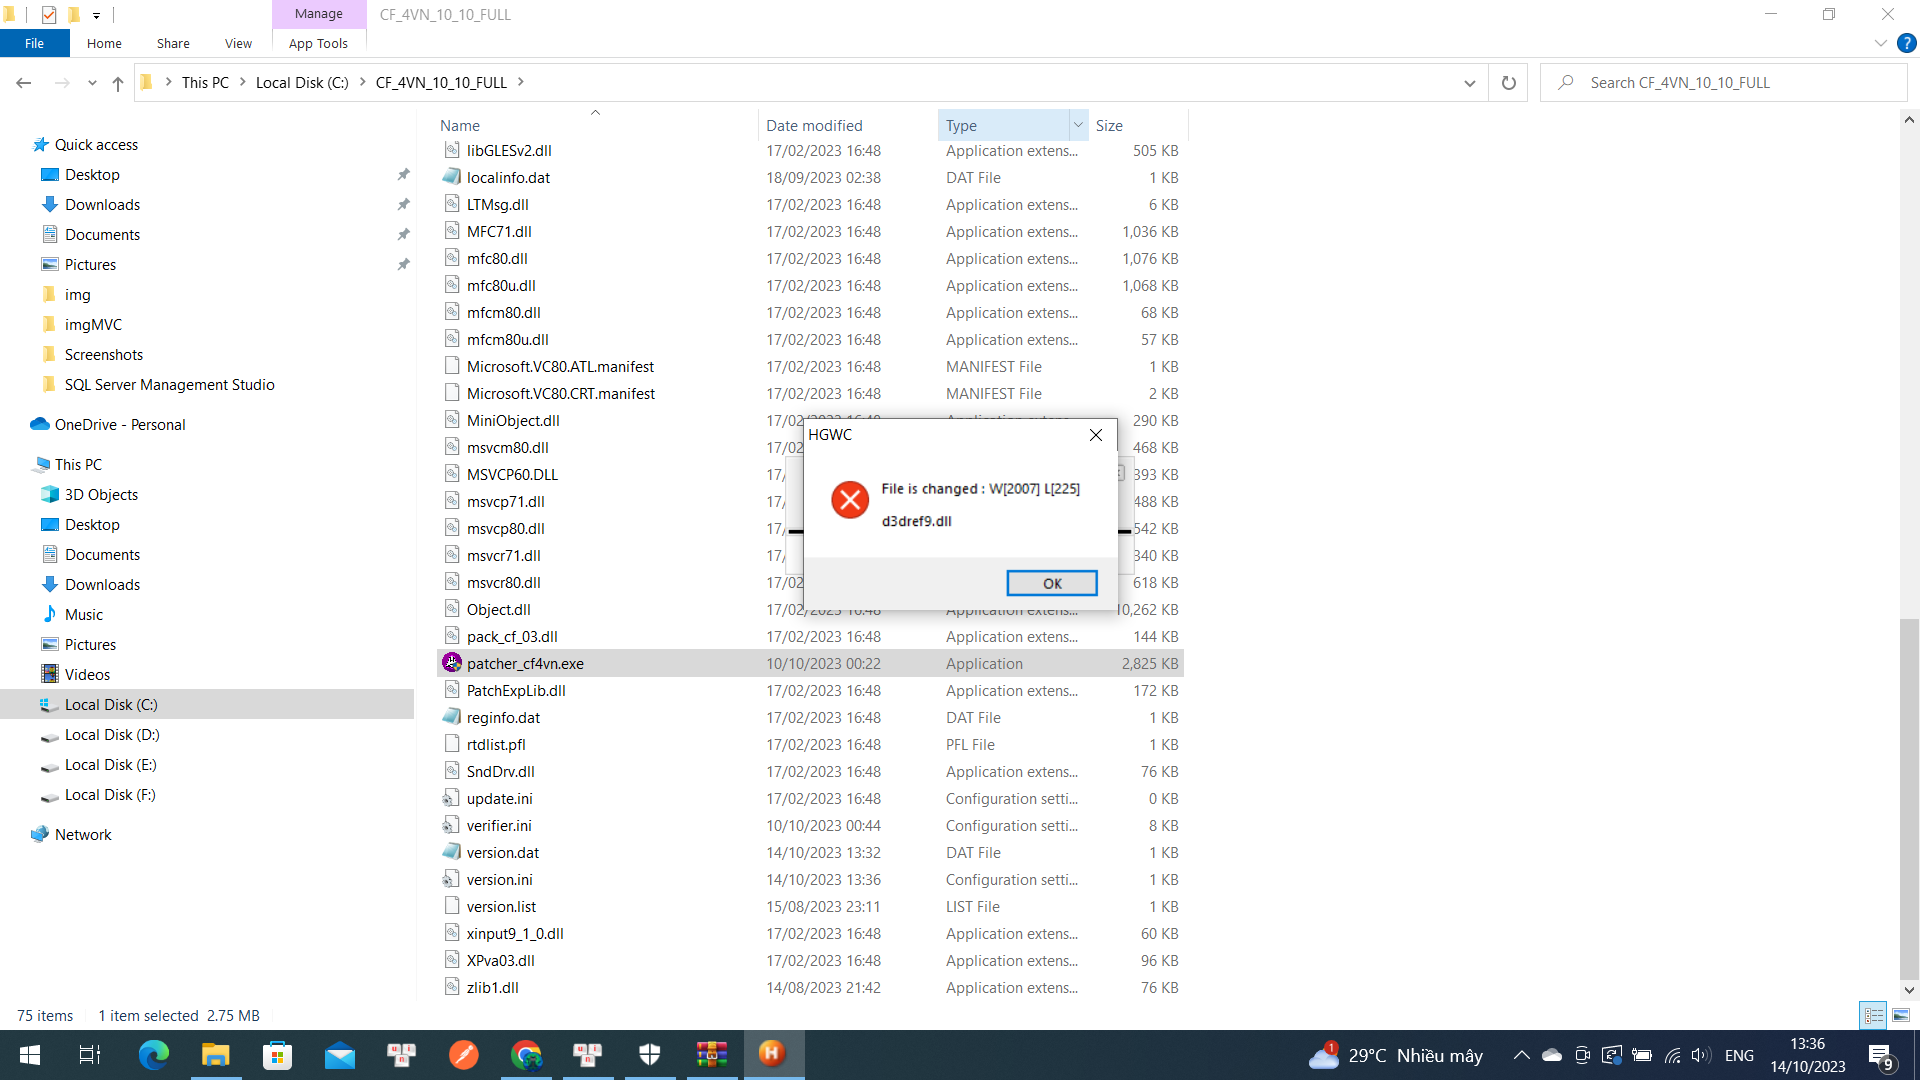 Manage
CF_4VN_10_10_FULL
File
Home
Share
View
App Tools
This PC
Local Disk (C:)
CF_4VN_10_10_FULL
Search CF_4VN_10_10_FULL
Quick access
Desktop
Downloads
Documents
Pictures
img
imgMVC
Screenshots
SQL Server Management Studio
OneDrive - Personal
This PC
3D Objects
Desktop
Documents
Downloads
Music
Pictures
Videos
Local Disk (C:)
Local Disk (D:)
Local Disk (E:)
Local Disk (F:)
Network
Name Date modified Type Size
libGLESv2.dll 17/02/2023 16:48 Application extens... 505 KB
localinfo.dat 18/09/2023 02:38 DAT File 1 KB
LTMsg.dll 17/02/2023 16:48 Application extens... 6 KB
MFC71.dll 17/02/2023 16:48 Application extens... 1,036 KB
mfc80.dll 17/02/2023 16:48 Application extens... 1,076 KB
mfc80u.dll 17/02/2023 16:48 Application extens... 1,068 KB
mfcm80.dll 17/02/2023 16:48 Application extens... 68 KB
mfcm80u.dll 17/02/2023 16:48 Application extens... 57 KB
Microsoft.VC80.ATL.manifest 17/02/2023 16:48 MANIFEST File 1 KB
Microsoft.VC80.CRT.manifest 17/02/2023 16:48 MANIFEST File 2 KB
MiniObject.dll 17/02/2023 16:48 Application extens... 290 KB
msvcm80.dll 17/02 468 KB
MSVCP60.DLL 17/ 393 KB
msvcp71.dll 17/ 488 KB
msvcp80.dll 17/ 542 KB
msvcr71.dll 17/ 340 KB
msvcr80.dll 17/02 618 KB
Object.dll 17/02/2023 16:48 Application extens... 10,262 KB
pack_cf_03.dll 17/02/2023 16:48 Application extens... 144 KB
patcher_cf4vn.exe 10/10/2023 00:22 Application 2,825 KB
PatchExpLib.dll 17/02/2023 16:48 Application extens... 172 KB
reginfo.dat 17/02/2023 16:48 DAT File 1 KB
rtdlist.pfl 17/02/2023 16:48 PFL File 1 KB
SndDrv.dll 17/02/2023 16:48 Application extens... 76 KB
update.ini 17/02/2023 16:48 Configuration setti... 0 KB
verifier.ini 10/10/2023 00:44 Configuration setti... 8 KB
version.dat 14/10/2023 13:32 DAT File 1 KB
version.ini 14/10/2023 13:36 Configuration setti... 1 KB
version.list 15/08/2023 23:11 LIST File 1 KB
xinput9_1_0.dll 17/02/2023 16:48 Application extens... 60 KB
XPva03.dll 17/02/2023 16:48 Application extens... 96 KB
zlib1.dll 14/08/2023 21:42 Application extens... 76 KB
HGWC
File is changed : W[2007] L[225]
d3dref9.dll
OK
75 items 1 item selected 2.75 MB
1
29°C Nhiều mây
ENG
13:36
14/10/2023
9